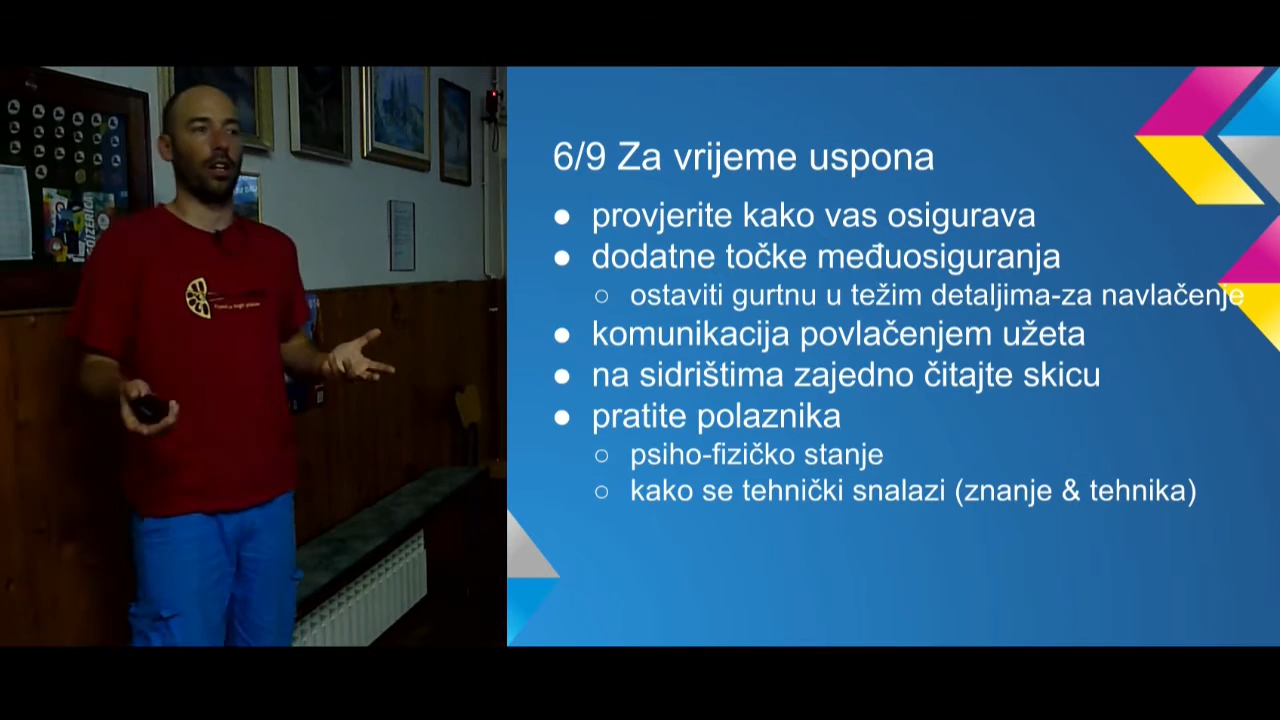 6/9 Za vrijeme uspona
● provjerite kako vas osigurava
● dodatne točke međuosiguranja
○ ostaviti gurtnu u težim detaljima-za navlačenje
● komunikacija povlačenjem užeta
● na sidrištima zajedno čitajte skicu
● pratite polaznika
○ psiho-fizičko stanje
○ kako se tehnički snalazi (znanje & tehnika)